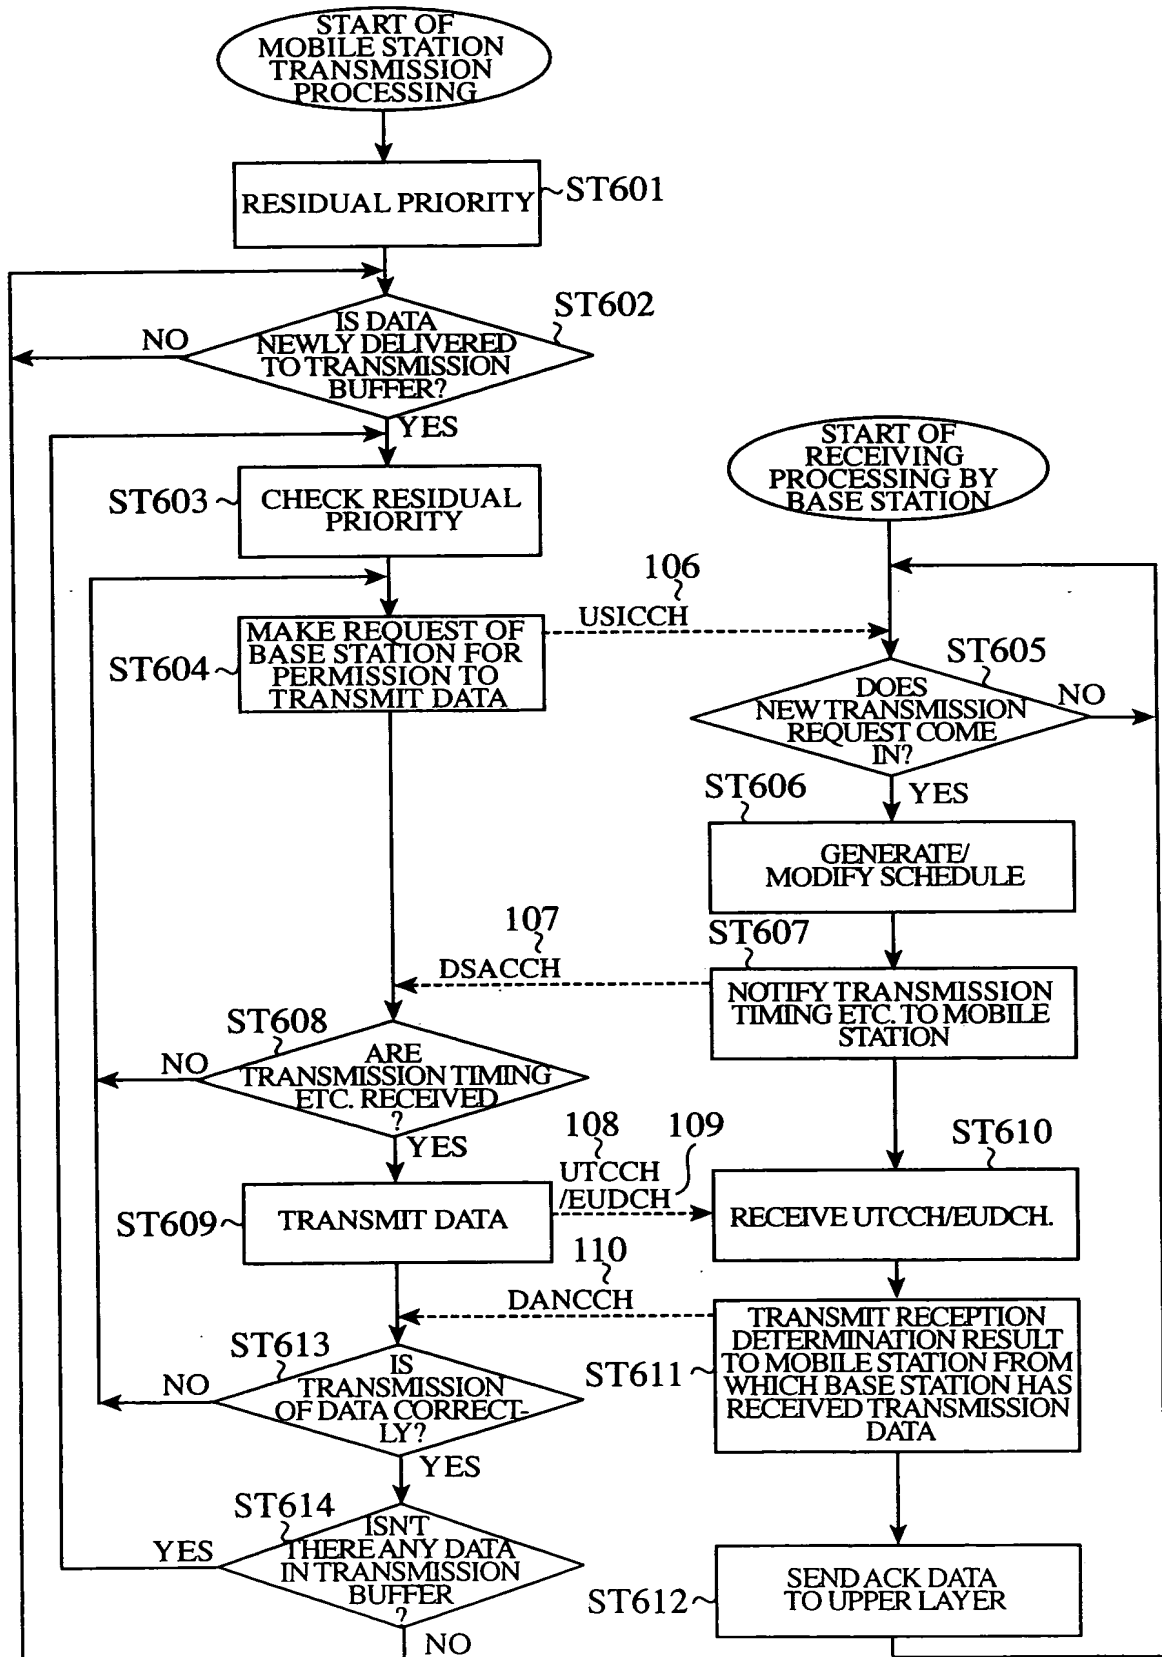 START OF
MOBILE STATION
TRANSMISSION
PROCESSING
RESIDUAL PRIORITY
ST601
IS DATA
NEWLY DELIVERED
TO TRANSMISSION
BUFFER?
ST602
NO
YES
START OF
RECEIVING
PROCESSING BY
BASE STATION
ST603
CHECK RESIDUAL
PRIORITY
106
USICCH
ST604
MAKE REQUEST OF
BASE STATION FOR
PERMISSION TO
TRANSMIT DATA
ST605
DOES
NEW TRANSMISSION
REQUEST COME
IN?
NO
YES
ST606
GENERATE/
MODIFY SCHEDULE
107
DSACCH
ST607
NOTIFY TRANSMISSION
TIMING ETC. TO MOBILE
STATION
ST608
ARE
TRANSMISSION TIMING
ETC. RECEIVED
?
NO
YES
108
109
UTCCH
/EUDCH
ST610
ST609
TRANSMIT DATA
RECEIVE UTCCH/EUDCH.
110
DANCCH
ST611
TRANSMIT RECEPTION
DETERMINATION RESULT
TO MOBILE STATION FROM
WHICH BASE STATION HAS
RECEIVED TRANSMISSION
DATA
ST613
IS
TRANSMISSION
OF DATA CORRECT-
LY?
NO
YES
ST614
ISN'T
THERE ANY DATA
IN TRANSMISSION
BUFFER
?
YES
NO
ST612
SEND ACK DATA
TO UPPER LAYER